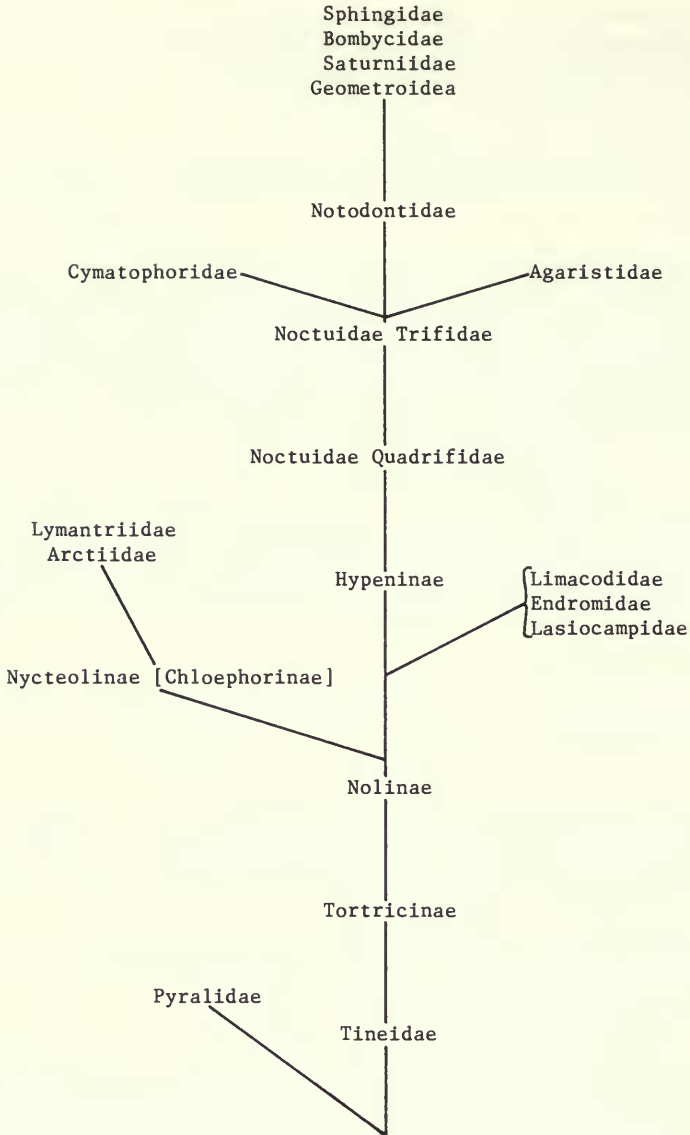 Sphingidae
Bombycidae
Saturniidae
Geometroidea
Notodontidae
Cymatophoridae
Agaristidae
Noctuidae Trifidae
Noctuidae Quadrifidae
Lymantriidae
Arctiidae
Hypeninae
Limacodidae
Endromidae
Lasiocampidae
Nycteolinae [Chloephorinae]
Nolinae
Tortricinae
Pyralidae
Tineidae